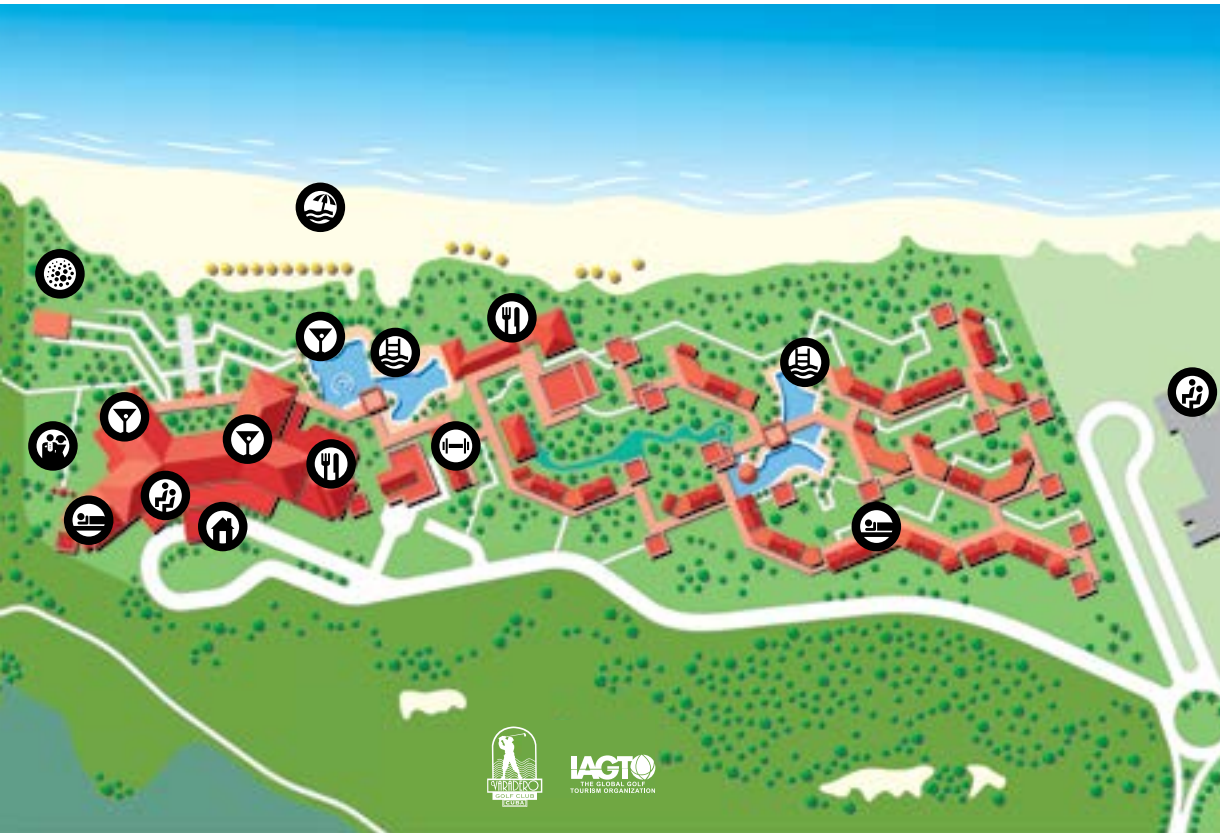 VARADERO
GOLF CLUB
CUBA
IAGTO
THE GLOBAL GOLF
TOURISM ORGANIZATION